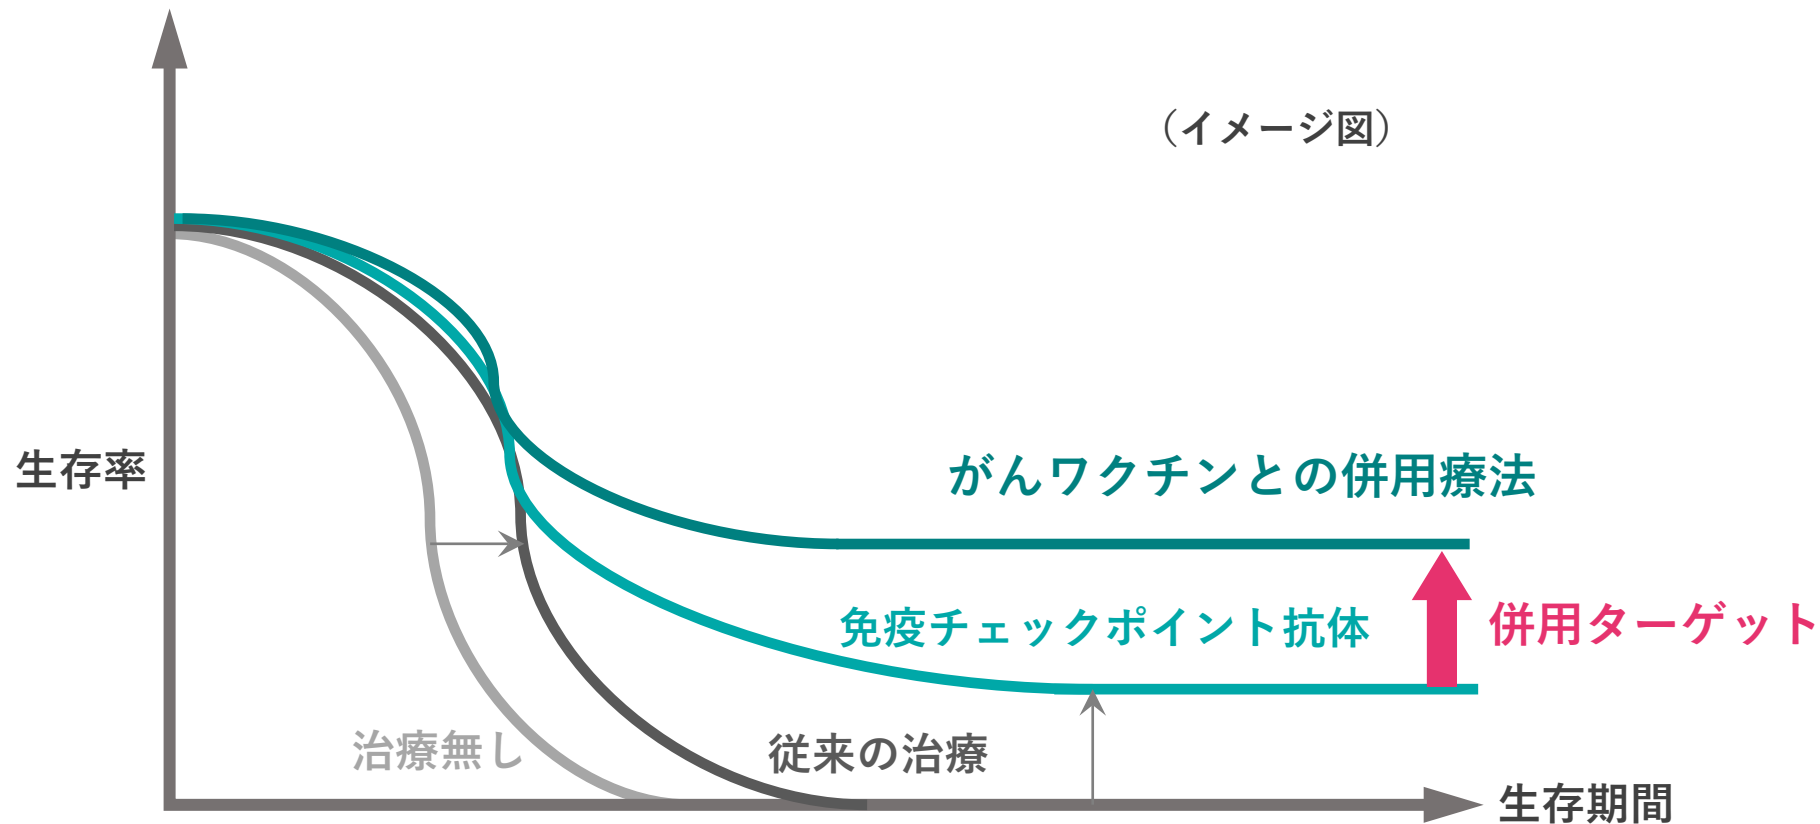 （イメージ図）
生存率
がんワクチンとの併用療法
免疫チェックポイント抗体
併用ターゲット
治療無し
従来の治療
生存期間